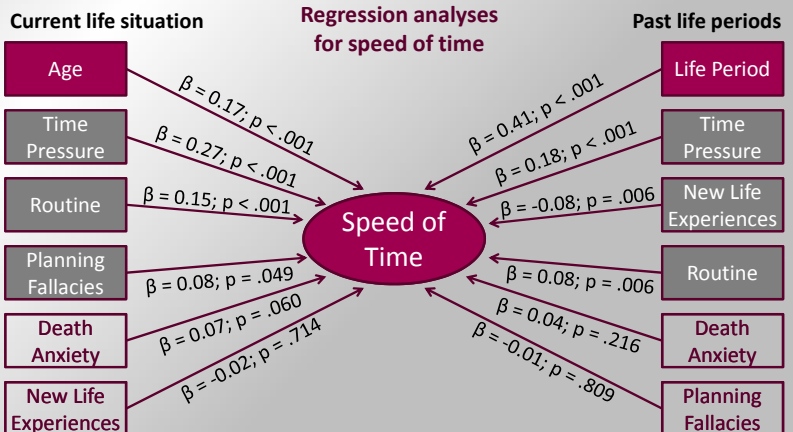 Current life situation
Regression analyses
for speed of time
Past life periods
Age
β = 0.17; p < .001
Time
Pressure
β = 0.27; p < .001
Routine
β = 0.15; p < .001
Planning
Fallacies
β = 0.08; p = .049
Death
Anxiety
β = 0.07; p = .060
New Life
Experiences
β = -0.02; p = .714
Speed of
Time
Life Period
β = 0.41; p < .001
Time
Pressure
β = 0.18; p < .001
New Life
Experiences
β = -0.08; p = .006
Routine
β = 0.08; p = .006
Death
Anxiety
β = 0.04; p = .216
Planning
Fallacies
β = -0.01; p = .809